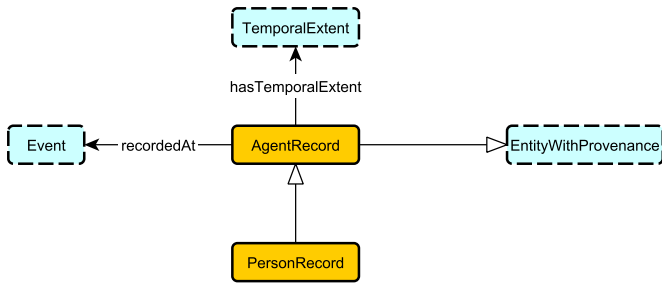 TemporalExtent
hasTemporalExtent
Event
recordedAt
AgentRecord
EntityWithProvenance
PersonRecord